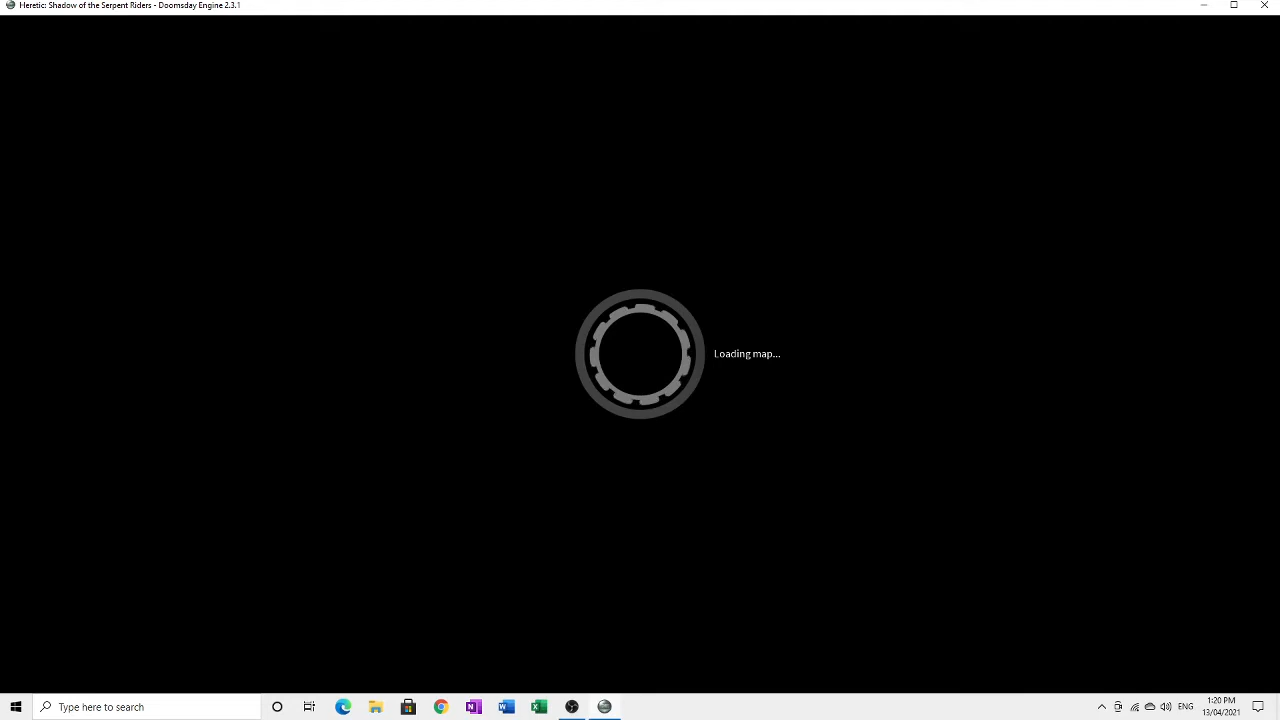 Heretic: Shadow of the Serpent Riders - Doomsday Engine 2.3.1
Loading map...
Type here to search
ENG
1:20 PM
13/04/2021